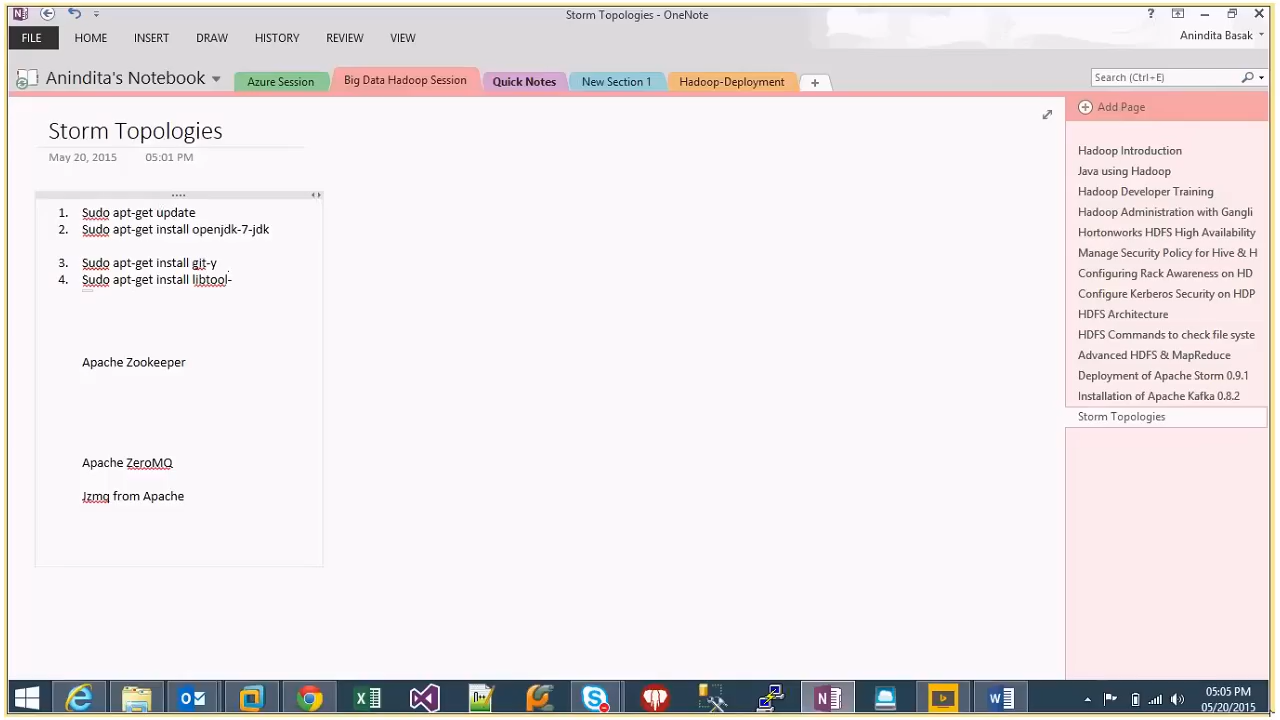 Storm Topologies - OneNote
?
FILE HOME INSERT DRAW HISTORY REVIEW VIEW
Anindita Basak
Anindita's Notebook
Azure Session
Big Data Hadoop Session
Quick Notes
New Section 1
Hadoop-Deployment
Search (Ctrl+E)
Storm Topologies
May 20, 2015 05:01 PM
1. Sudo apt-get update
2. Sudo apt-get install openjdk-7-jdk
3. Sudo apt-get install git-y
4. Sudo apt-get install libtool-
Apache Zookeeper
Apache ZeroMQ
Jzmq from Apache
Add Page
Hadoop Introduction
Java using Hadoop
Hadoop Developer Training
Hadoop Administration with Gangli
Hortonworks HDFS High Availability
Manage Security Policy for Hive & H
Configuring Rack Awareness on HD
Configure Kerberos Security on HDP
HDFS Architecture
HDFS Commands to check file syste
Advanced HDFS & MapReduce
Deployment of Apache Storm 0.9.1
Installation of Apache Kafka 0.8.2
Storm Topologies
05:05 PM
05/20/2015